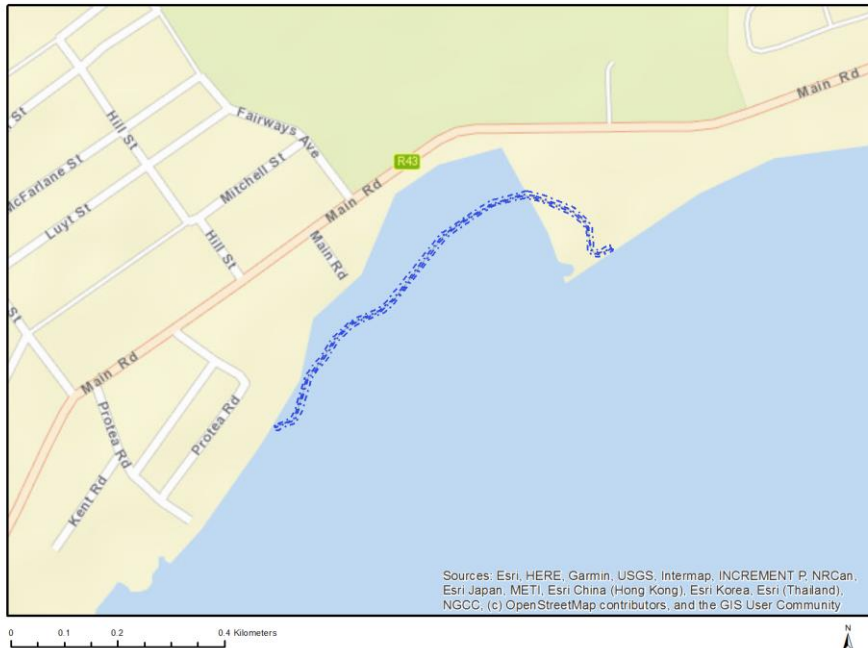 Main Rd
Hill St
Fairways Ave
R43
McFarlane St
Mitchell St
Main Rd
Luyt St
Hill St
Main Rd
St
Main Rd
Protea Rd
Protea Rd
Kent Rd
Sources: Esri, HERE, Garmin, USGS, Intermap, INCREMENT P, NRCan,
Esri Japan, METI, Esri China (Hong Kong), Esri Korea, Esri (Thailand),
NGCC, (c) OpenStreetMap contributors, and the GIS User Community
0 0.1 0.2 0.4 Kilometers
N